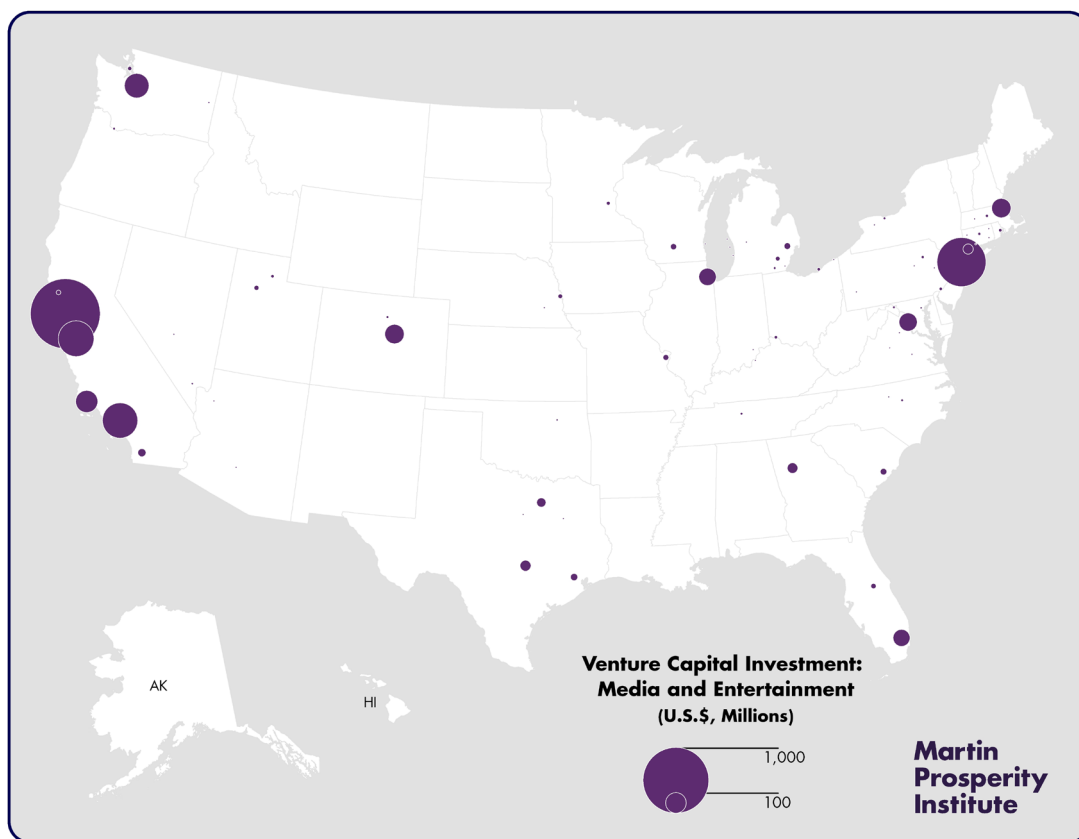 AK
HI
Venture Capital Investment:
Media and Entertainment
(U.S.$, Millions)
1,000
100
Martin
Prosperity
Institute